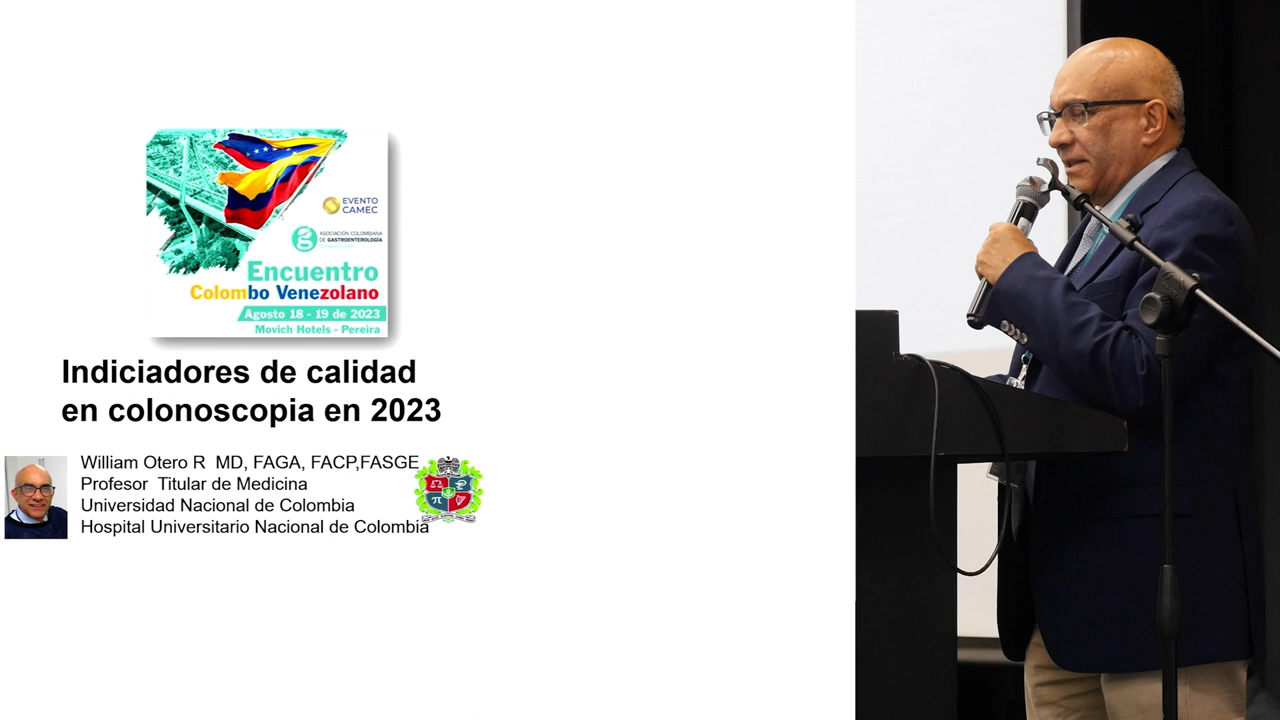 EVENTO
CAMEC
ASOCIACIÓN COLOMBIANA
DE GASTROENTEROLOGÍA
Encuentro
Colombo Venezolano
Agosto 18 - 19 de 2023
Movich Hotels - Pereira
Indiciadores de calidad
en colonoscopia en 2023
William Otero R MD, FAGA, FACP,FASGE
Profesor Titular de Medicina
Universidad Nacional de Colombia
Hospital Universitario Nacional de Colombia